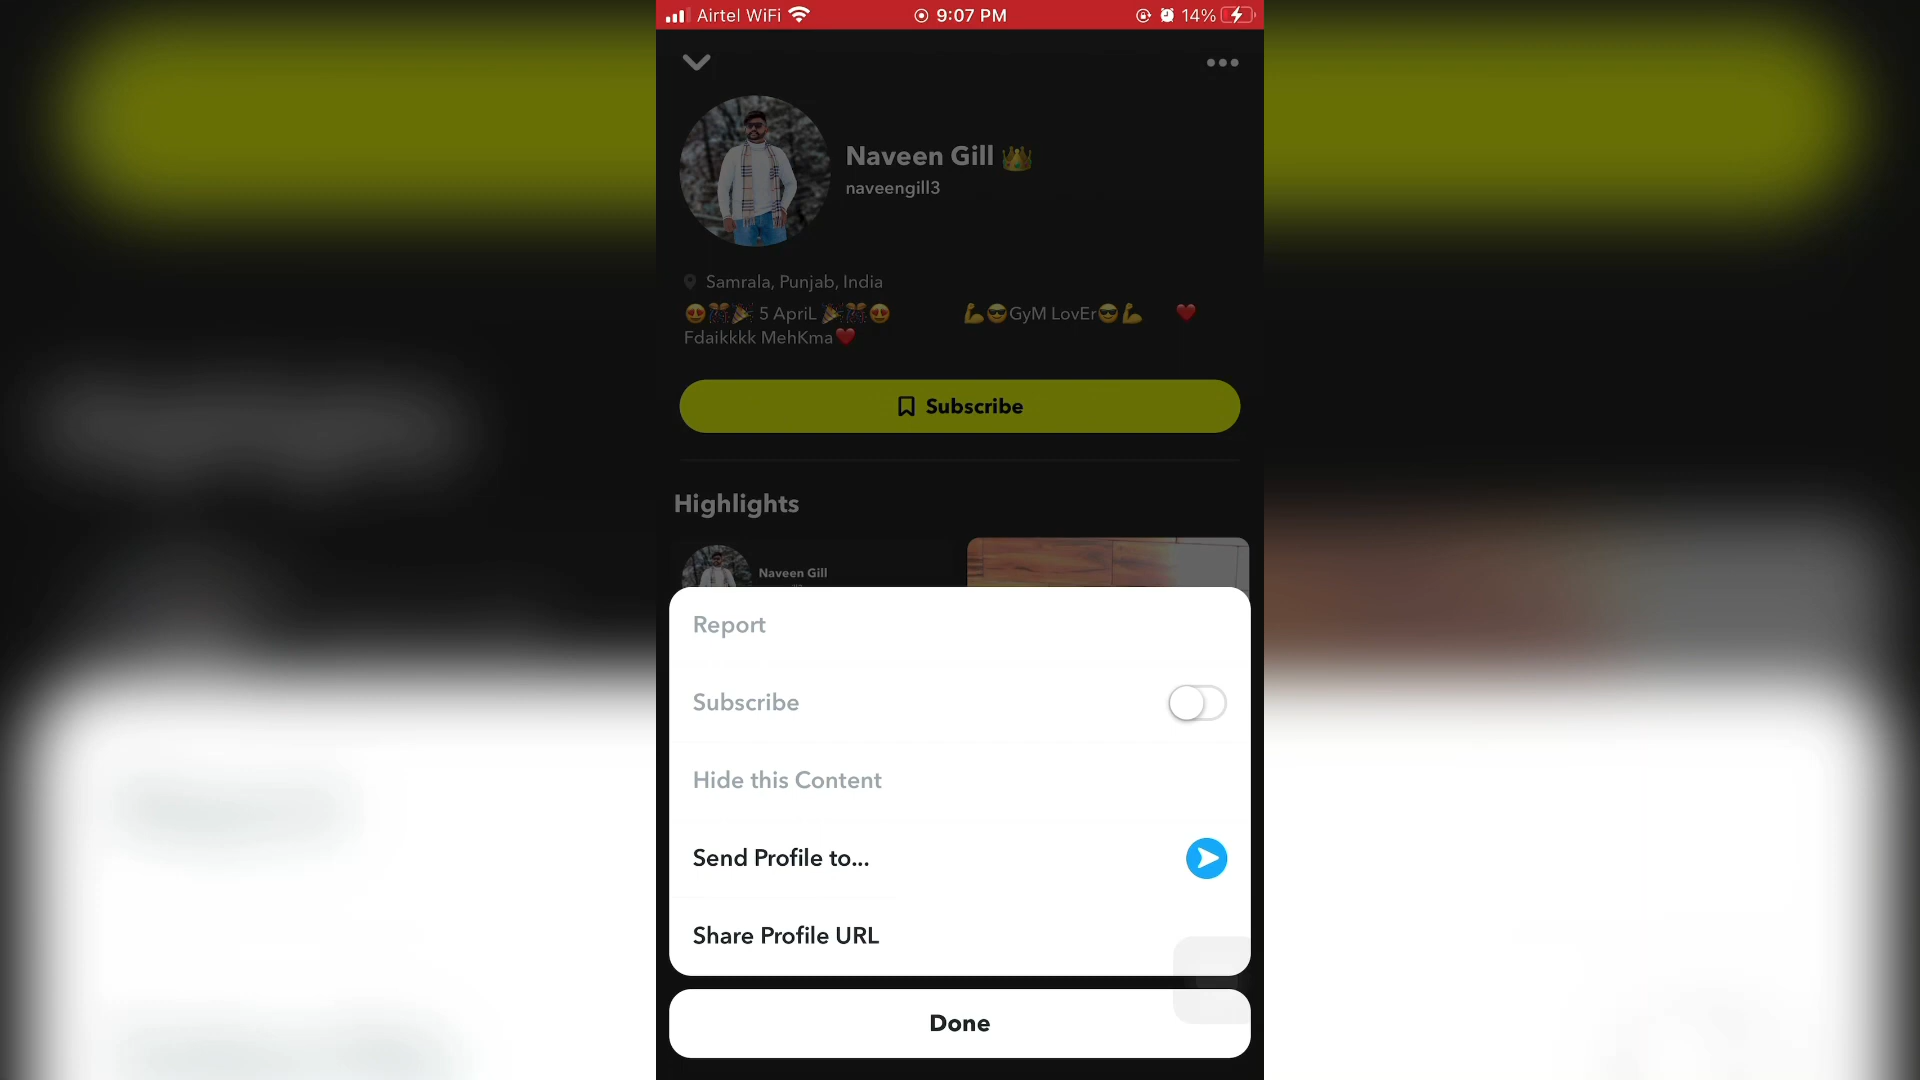 Airtel WiFi 9:07 PM 14%
Naveen Gill 👑
naveengill3
Samrala, Punjab, India
😍🎊🎉 5 ApriL 🎉🎊😍 💪😎GyM LovEr😎💪 ❤️
Fdaikkkk MehKma❤️
Subscribe
Highlights
Naveen Gill
Report
Subscribe
Hide this Content
Send Profile to...
Share Profile URL
Done